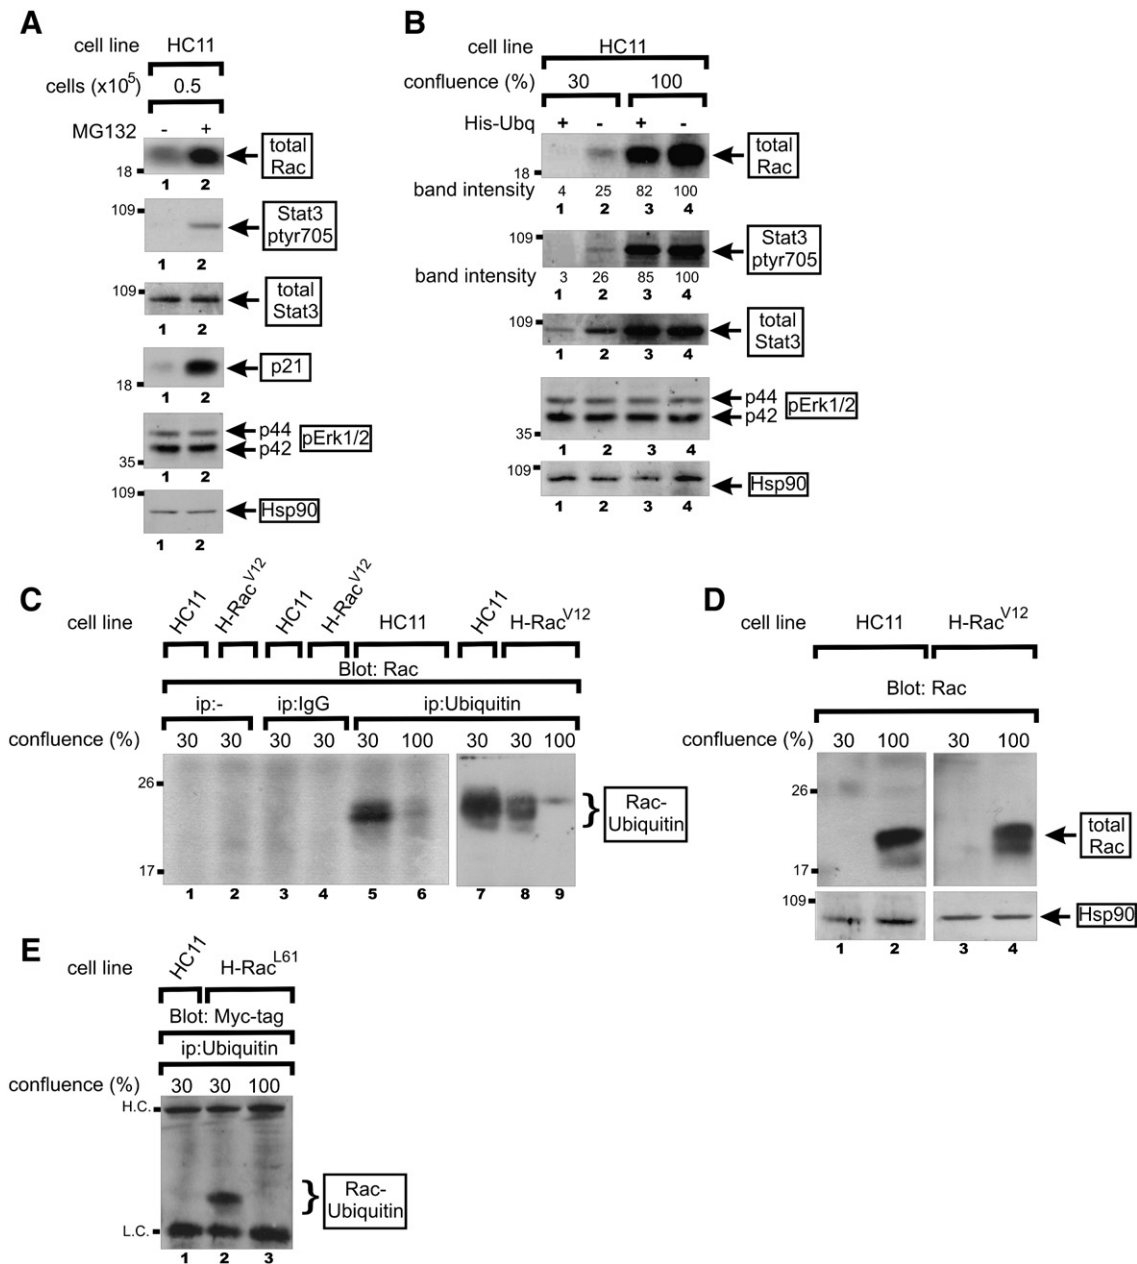 A
cell line HC11
cells (x10⁵) 0.5
MG132 - +
total
Rac
18
1 2
109
Stat3
ptyr705
1 2
109
total
Stat3
1 2
p21
18
1 2
p44
p42
pErk1/2
35
1 2
109
Hsp90
1 2
B
cell line HC11
confluence (%) 30 100
His-Ubq + - + -
total
Rac
18
band intensity 4 25 82 100
1 2 3 4
109
Stat3
ptyr705
band intensity 3 26 85 100
1 2 3 4
109
total
Stat3
1 2 3 4
p44
p42
pErk1/2
35
1 2 3 4
109
Hsp90
1 2 3 4
C
cell line HC11 H-Rac^V12 HC11 H-Rac^V12 HC11 HC11 H-Rac^V12
Blot: Rac
ip:- ip:IgG ip:Ubiquitin
confluence (%) 30 30 30 30 30 100 30 30 100
26
Rac-
Ubiquitin
17
1 2 3 4 5 6 7 8 9
D
cell line HC11 H-Rac^V12
Blot: Rac
confluence (%) 30 100 30 100
26
total
Rac
17
109
Hsp90
1 2 3 4
E
cell line HC11 H-Rac^L61
Blot: Myc-tag
ip:Ubiquitin
confluence (%) 30 30 100
H.C.
Rac-
Ubiquitin
L.C.
1 2 3